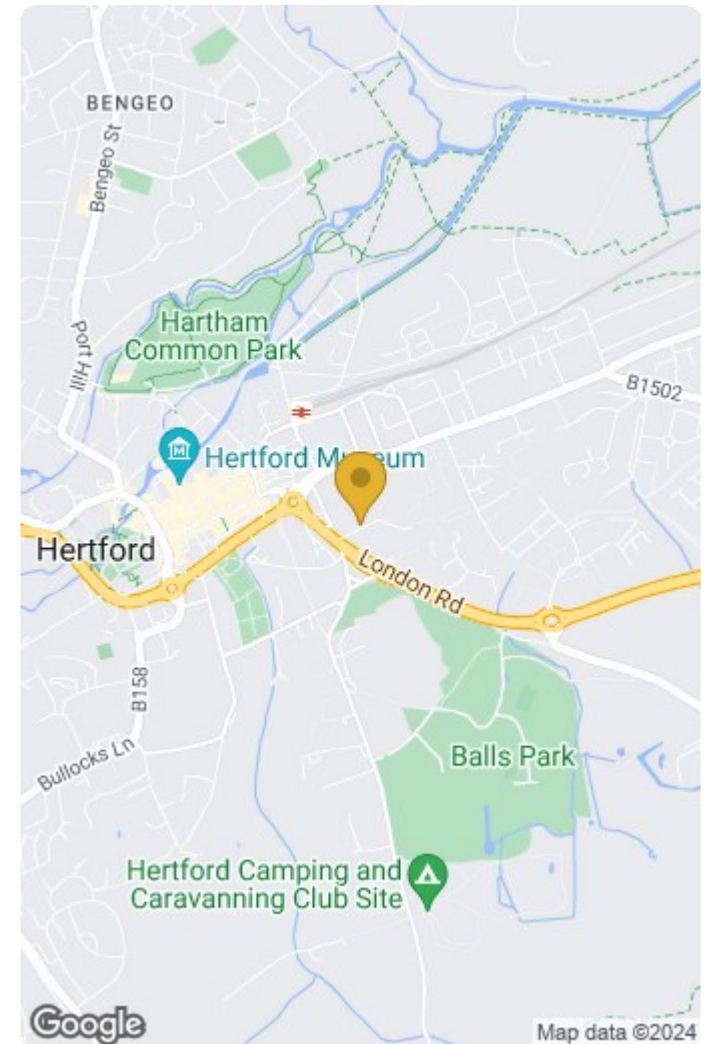 BENGEO
Bengeo St
Hartham
Common Park
Port Hill
B1502
Hertford Museum
Hertford
London Rd
B158
Bullocks Ln
Balls Park
Hertford Camping and
Caravanning Club Site
Google
Map data ©2024